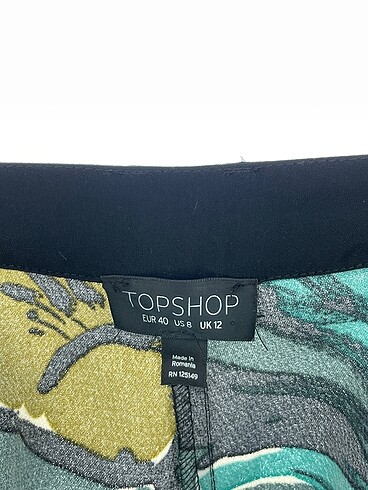 TOPSHOP
EUR 40 US 8 UK 12
Made in
Romania
RN 125149